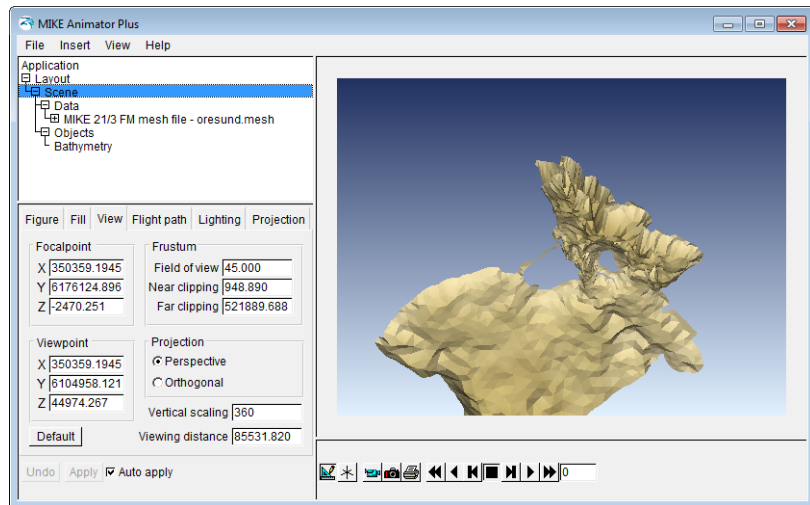 MIKE Animator Plus
File Insert View Help
Application
Layout
Scene
Data
MIKE 21/3 FM mesh file - oresund.mesh
Objects
Bathymetry
Figure Fill View Flight path Lighting Projection
Focalpoint
X 350359.1945
Y 6176124.896
Z -2470.251
Frustum
Field of view 45.000
Near clipping 948.890
Far clipping 521889.688
Viewpoint
X 350359.1945
Y 6104958.121
Z 44974.267
Projection
Perspective
Orthogonal
Vertical scaling 360
Default
Viewing distance 85531.820
Undo Apply Auto apply
0